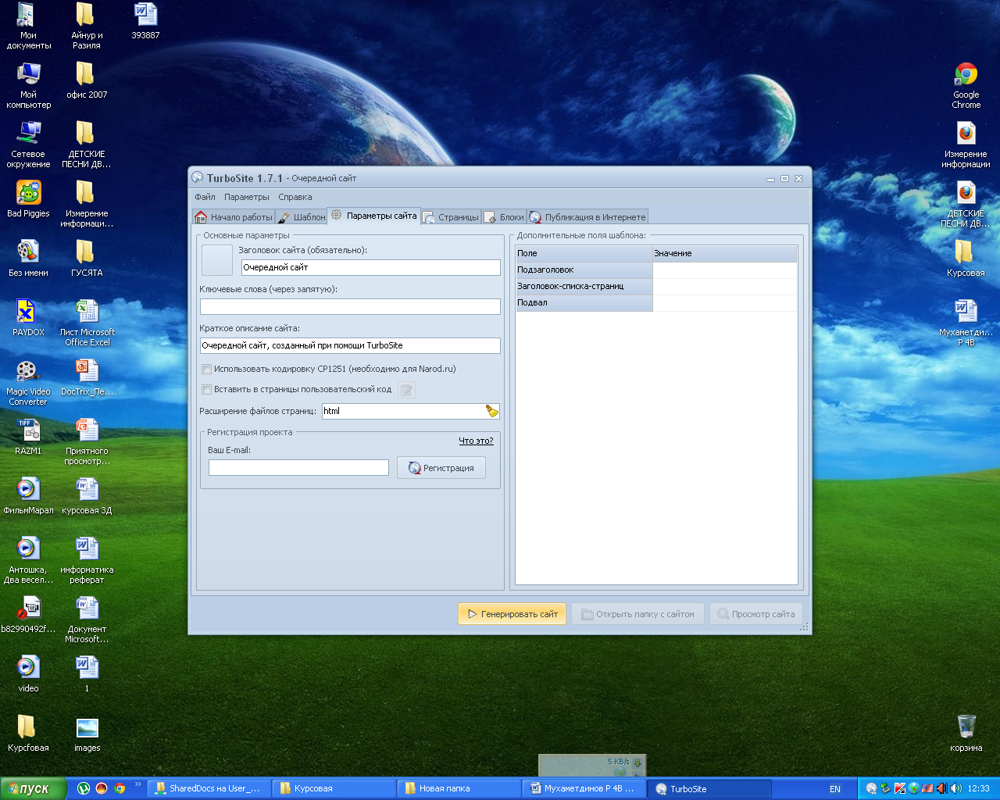 Мои
документы
Айнур и
Разиля
393887
Мой
компьютер
офис 2007
Google
Chrome
Сетевое
окружение
ДЕТСКИЕ
ПЕСНИ ДВ...
Измерение
информации
Bad Piggies
Измерение
информаци...
ДЕТСКИЕ
ПЕСНИ ДВ...
Без имени
ГУСЯТА
Курсовая
PAYDOX
Лист Microsoft
Office Excel
Мухаметди...
Р 4В
Magic Video
Converter
DocTrix_Пе...
TIFF
RAZM1
Приятного
просмотр...
ФильмМарал
курсовая ЗД
Антошка,
Два весел...
информатика
реферат
b82990492f...
Документ
Microsoft...
video
1
Курсfовая
images
корзина
TurboSite 1.7.1 - Очередной сайт
Файл Параметры Справка
Начало работы Шаблон Параметры сайта Страницы Блоки Публикация в Интернете
Основные параметры
Заголовок сайта (обязательно):
Очередной сайт
Ключевые слова (через запятую):
Краткое описание сайта:
Очередной сайт, созданный при помощи TurboSite
Использовать кодировку CP1251 (необходимо для Narod.ru)
Вставить в страницы пользовательский код
Расширение файлов страниц: html
Регистрация проекта
Что это?
Ваш E-mail:
Регистрация
Дополнительные поля шаблона:
Поле Значение
Подзаголовок
Заголовок-списка-страниц
Подвал
Генерировать сайт Открыть папку с сайтом Просмотр сайта
5 KB/s
пуск » SharedDocs на User_... Курсовая Новая папка Мухаметдинов Р 4В ... TurboSite EN 12:33